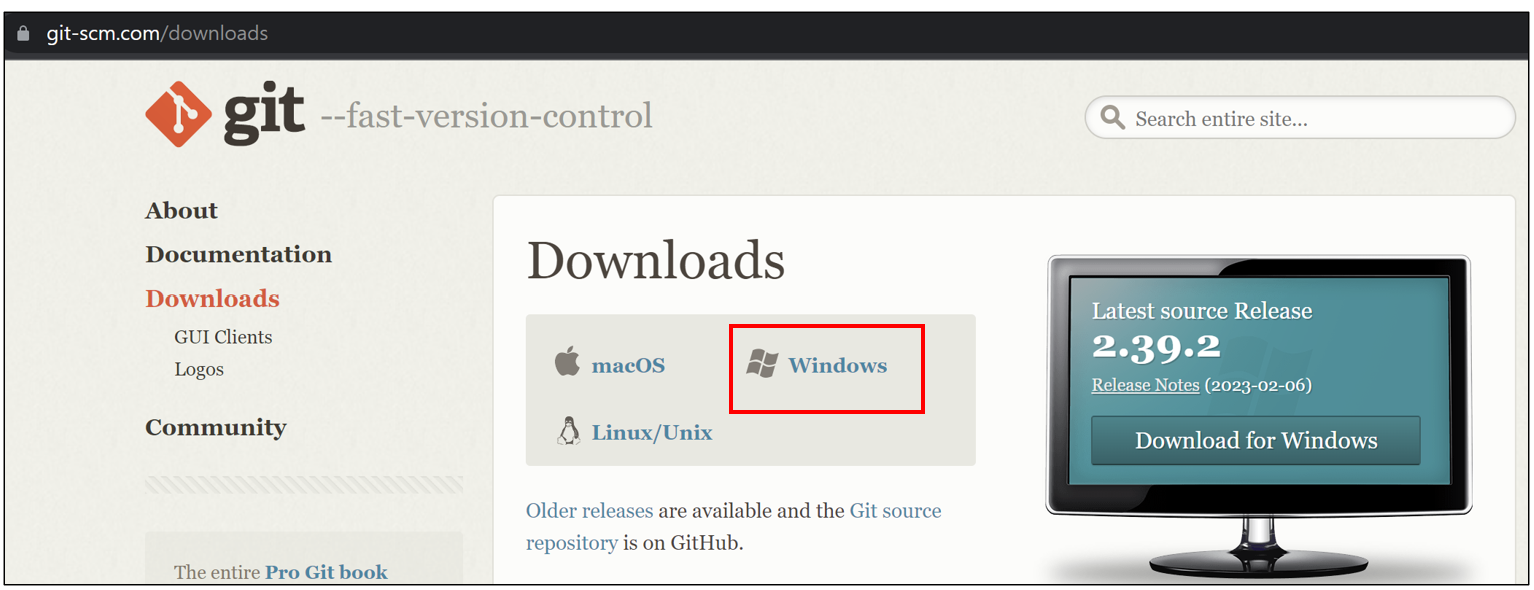 git-scm.com/downloads
git --fast-version-control
Search entire site...
About
Documentation
Downloads
GUI Clients
Logos
Community
The entire Pro Git book
Downloads
macOS
Windows
Linux/Unix
Older releases are available and the Git source
repository is on GitHub.
Latest source Release
2.39.2
Release Notes (2023-02-06)
Download for Windows